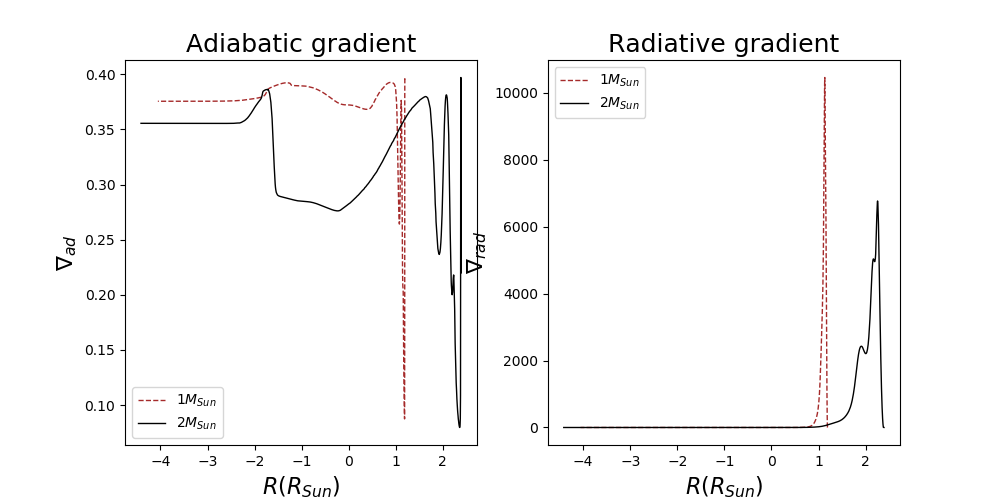 Adiabatic gradient
∇ad
0.40
0.35
0.30
0.25
0.20
0.15
0.10
1MSun
2MSun
−4 −3 −2 −1 0 1 2
R(RSun)
Radiative gradient
∇rad
10000
8000
6000
4000
2000
0
1MSun
2MSun
−4 −3 −2 −1 0 1 2
R(RSun)